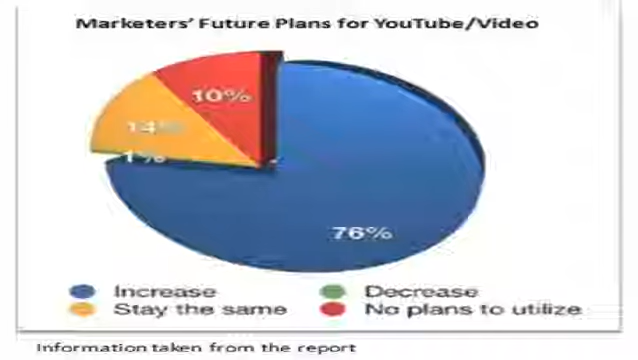 Marketers' Future Plans for YouTube/Video
10%
14%
1%
76%
Increase
Decrease
Stay the same
No plans to utilize
Information taken from the report